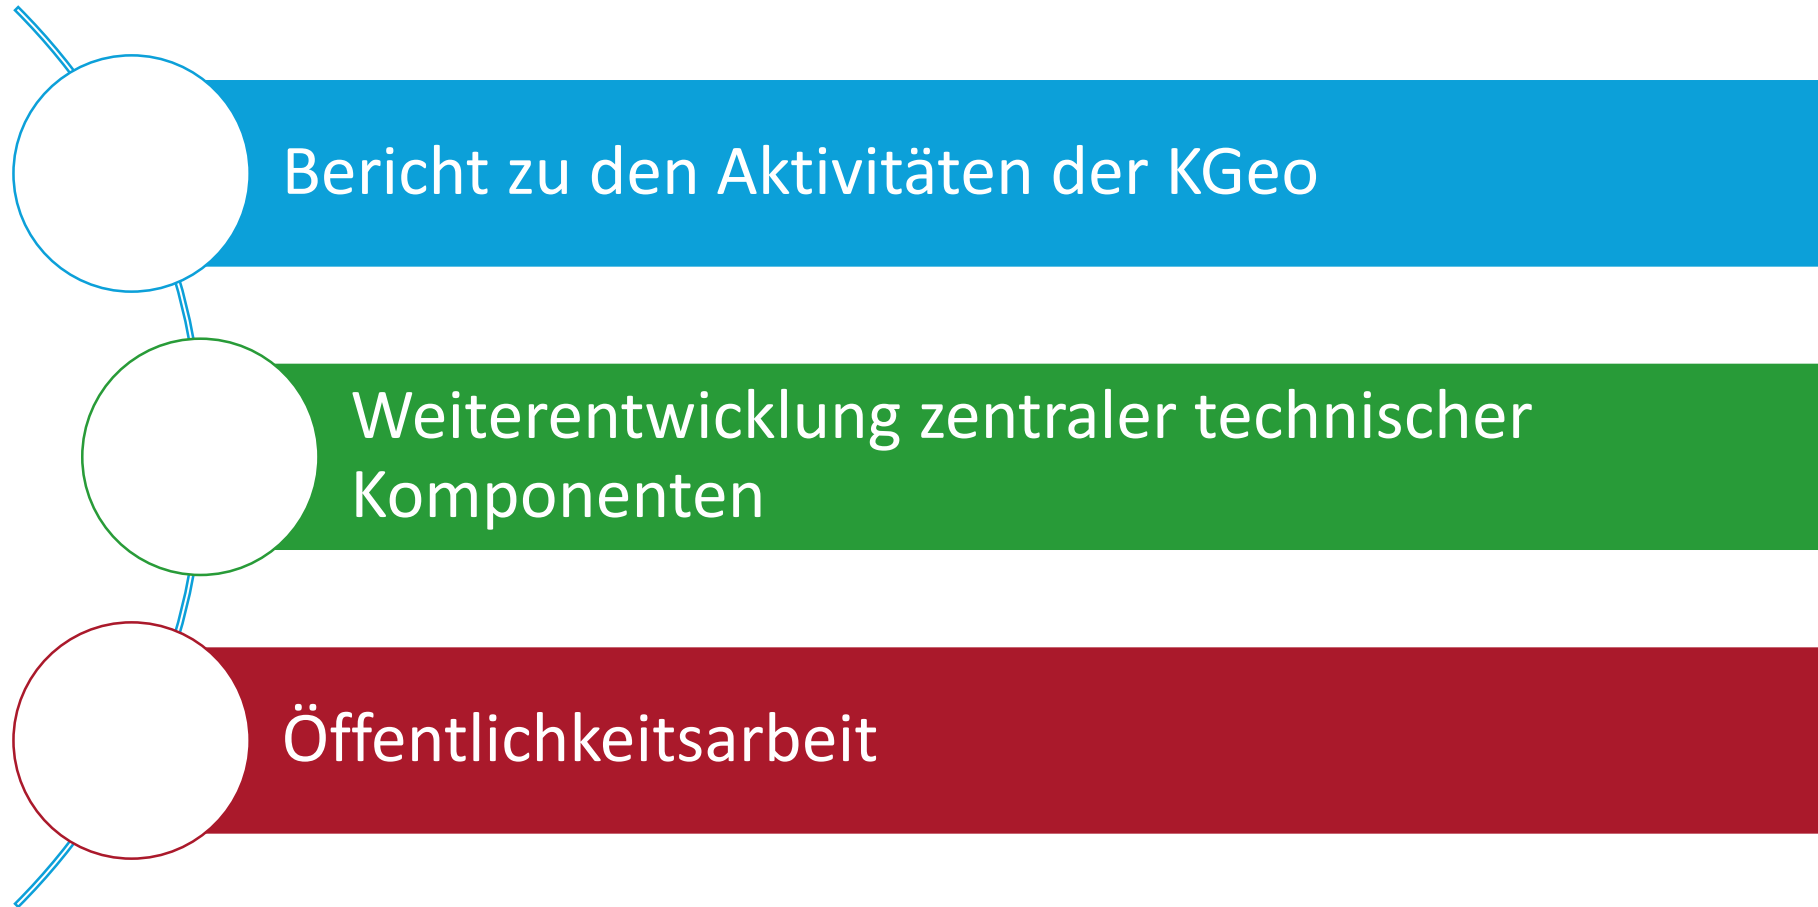 Bericht zu den Aktivitäten der KGeo
Weiterentwicklung zentraler technischer
Komponenten
Öffentlichkeitsarbeit